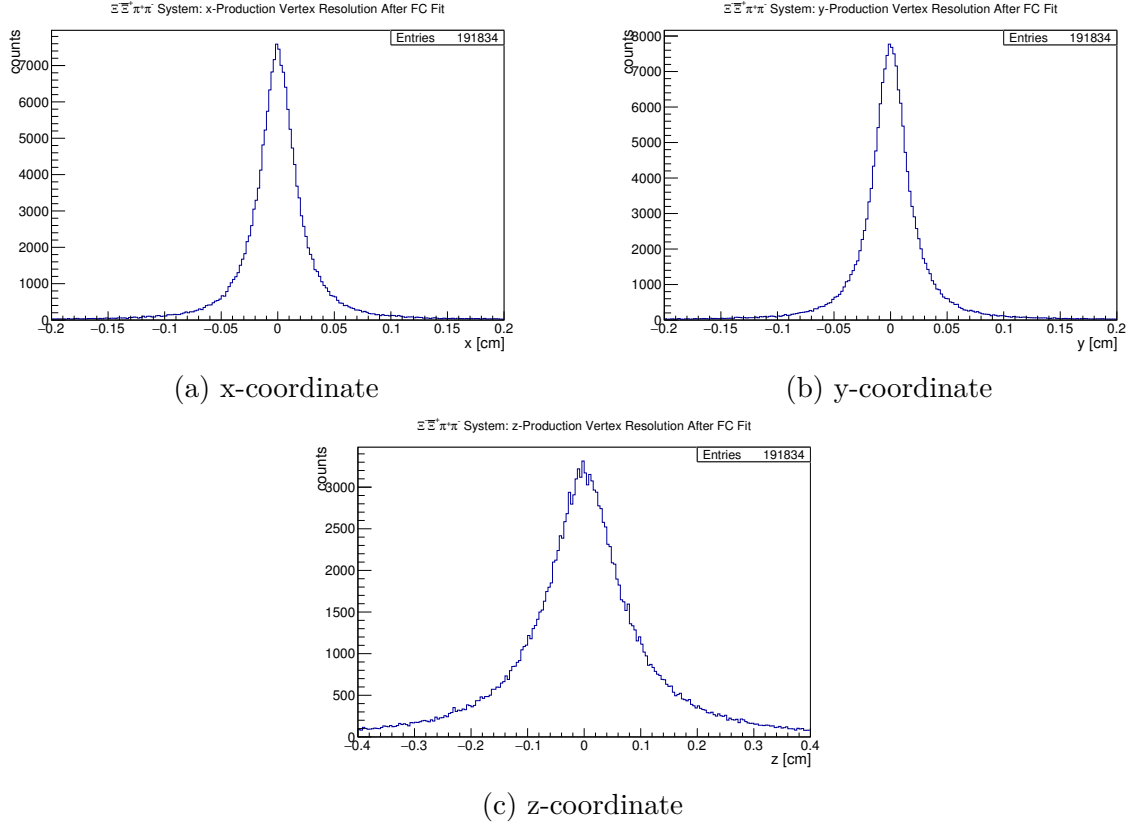 Ξ⁻Ξ̄⁺π⁺π⁻ System: x-Production Vertex Resolution After FC Fit
counts
Entries 191834
7000
6000
5000
4000
3000
2000
1000
0
−0.2 −0.15 −0.1 −0.05 0 0.05 0.1 0.15 0.2
x [cm]
(a) x-coordinate
Ξ⁻Ξ̄⁺π⁺π⁻ System: y-Production Vertex Resolution After FC Fit
counts
Entries 191834
8000
7000
6000
5000
4000
3000
2000
1000
0
−0.2 −0.15 −0.1 −0.05 0 0.05 0.1 0.15 0.2
y [cm]
(b) y-coordinate
Ξ⁻Ξ̄⁺π⁺π⁻ System: z-Production Vertex Resolution After FC Fit
counts
Entries 191834
3000
2500
2000
1500
1000
500
0
−0.4 −0.3 −0.2 −0.1 0 0.1 0.2 0.3 0.4
z [cm]
(c) z-coordinate